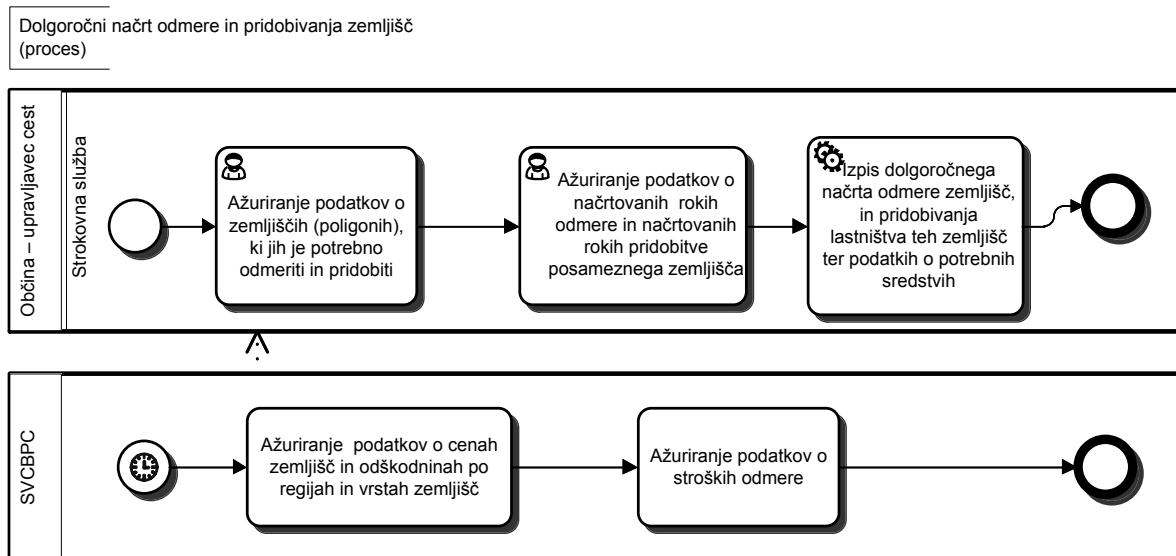 Dolgoročni načrt odmere in pridobivanja zemljišč
(proces)
Občina – upravljavec cest
Strokovna služba
Ažuriranje podatkov o
zemljiščih (poligonih),
ki jih je potrebno
odmeriti in pridobiti
Ažuriranje podatkov o
načrtovanih rokih
odmere in načrtovanih
rokih pridobitve
posameznega zemljišča
Izpis dolgoročnega
načrta odmere zemljišč,
in pridobivanja
lastništva teh zemljišč
ter podatkih o potrebnih
sredstvih
SVCBPC
Ažuriranje podatkov o cenah
zemljišč in odškodninah po
regijah in vrstah zemljišč
Ažuriranje podatkov o
stroških odmere